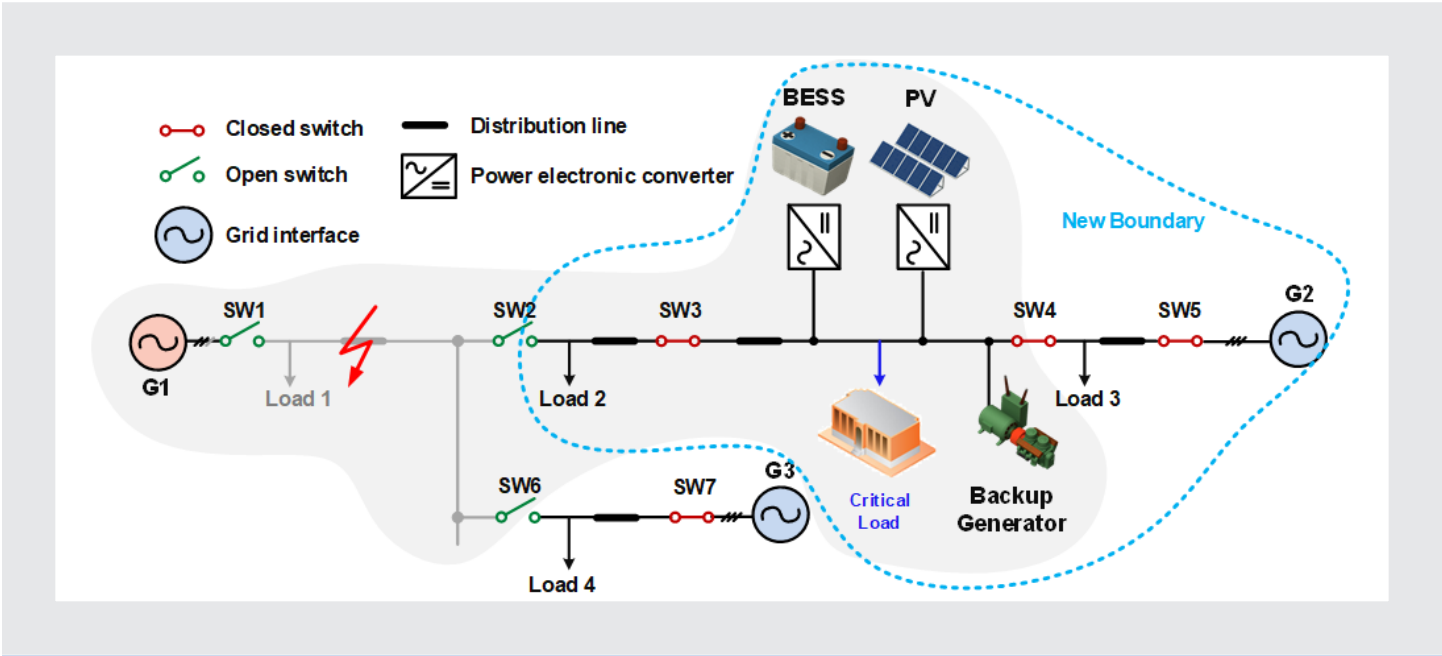 BESS
PV
Closed switch
Distribution line
Open switch
Power electronic converter
Grid interface
New Boundary
SW1
SW2
SW3
SW4
SW5
G2
G1
Load 1
Load 2
Load 3
SW6
SW7
G3
Critical
Load
Backup
Generator
Load 4